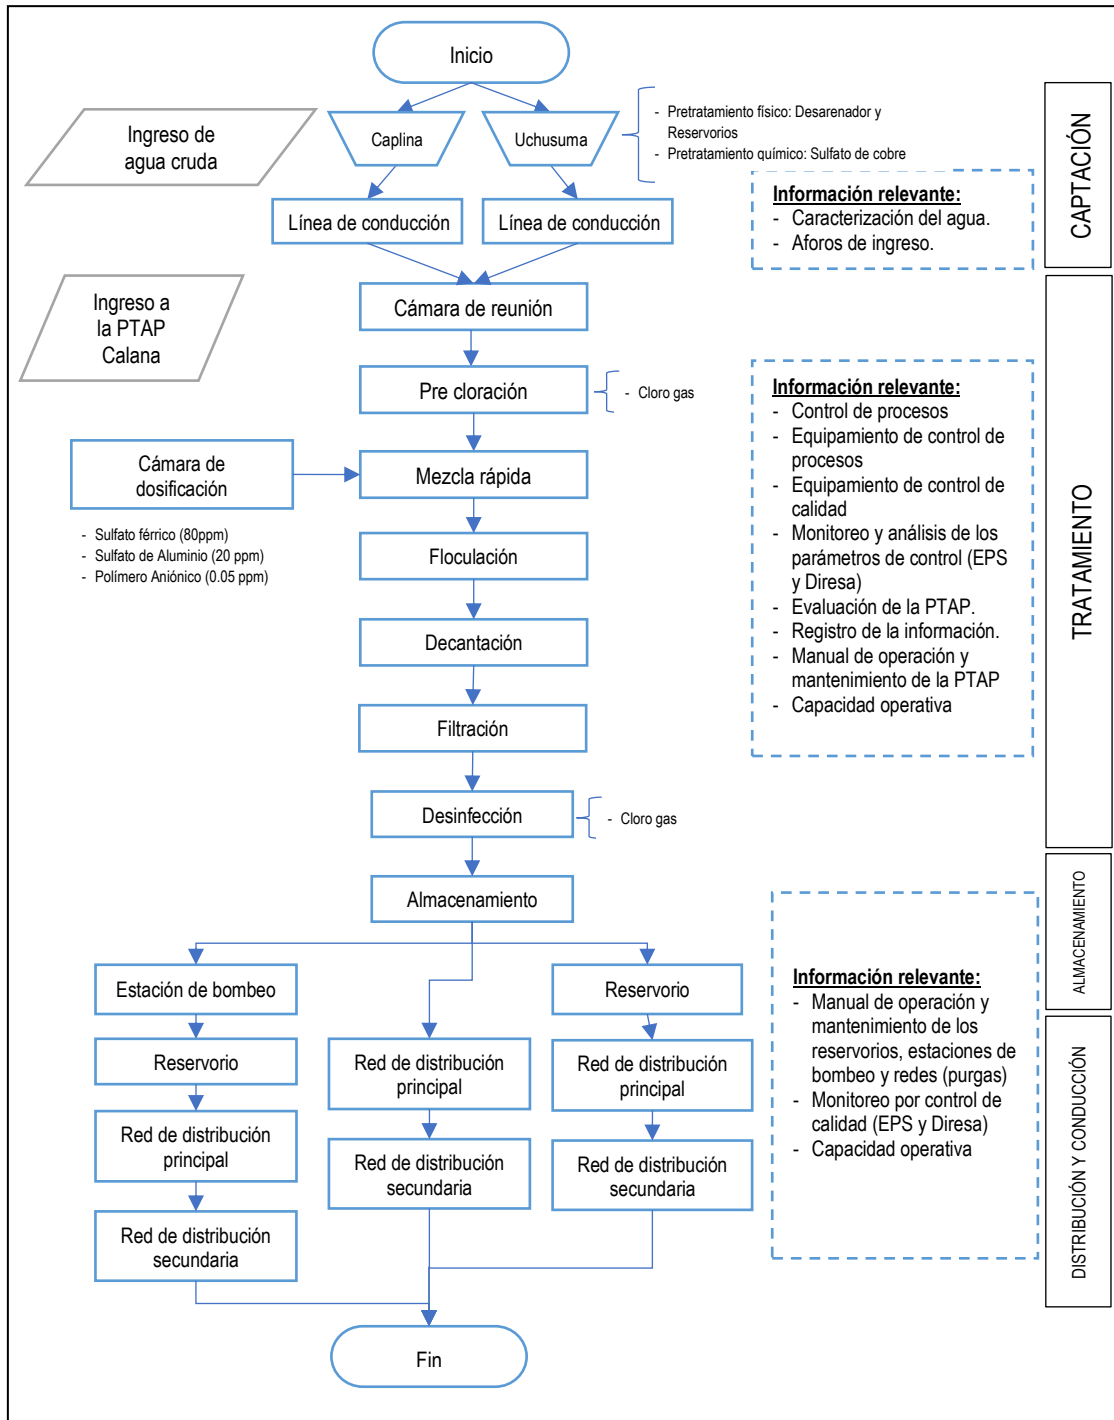 Inicio
Ingreso de
agua cruda
Caplina
Uchusuma
- Pretratamiento físico: Desarenador y
Reservorios
- Pretratamiento químico: Sulfato de cobre
CAPTACIÓN
Información relevante:
- Caracterización del agua.
- Aforos de ingreso.
Línea de conducción
Línea de conducción
Ingreso a
la PTAP
Calana
Cámara de reunión
Pre cloración
- Cloro gas
Cámara de
dosificación
- Sulfato férrico (80ppm)
- Sulfato de Aluminio (20 ppm)
- Polímero Aniónico (0.05 ppm)
Mezcla rápida
Floculación
Decantación
Filtración
Desinfección
- Cloro gas
Información relevante:
- Control de procesos
- Equipamiento de control de
procesos
- Equipamiento de control de
calidad
- Monitoreo y análisis de los
parámetros de control (EPS
y Diresa)
- Evaluación de la PTAP.
- Registro de la información.
- Manual de operación y
mantenimiento de la PTAP
- Capacidad operativa
TRATAMIENTO
Almacenamiento
ALMACENAMIENTO
Estación de bombeo
Reservorio
Red de distribución
principal
Red de distribución
secundaria
Red de distribución
principal
Red de distribución
secundaria
Reservorio
Red de distribución
principal
Red de distribución
secundaria
Información relevante:
- Manual de operación y
mantenimiento de los
reservorios, estaciones de
bombeo y redes (purgas)
- Monitoreo por control de
calidad (EPS y Diresa)
- Capacidad operativa
DISTRIBUCIÓN Y CONDUCCIÓN
Fin